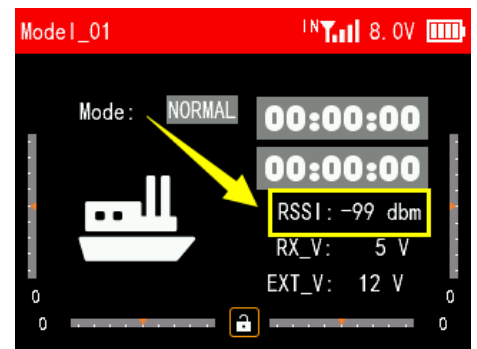 Model_01 IN 8.0V
Mode: NORMAL 00:00:00
00:00:00
RSSI: -99 dbm
RX_V: 5 V
EXT_V: 12 V
0 0
0 0